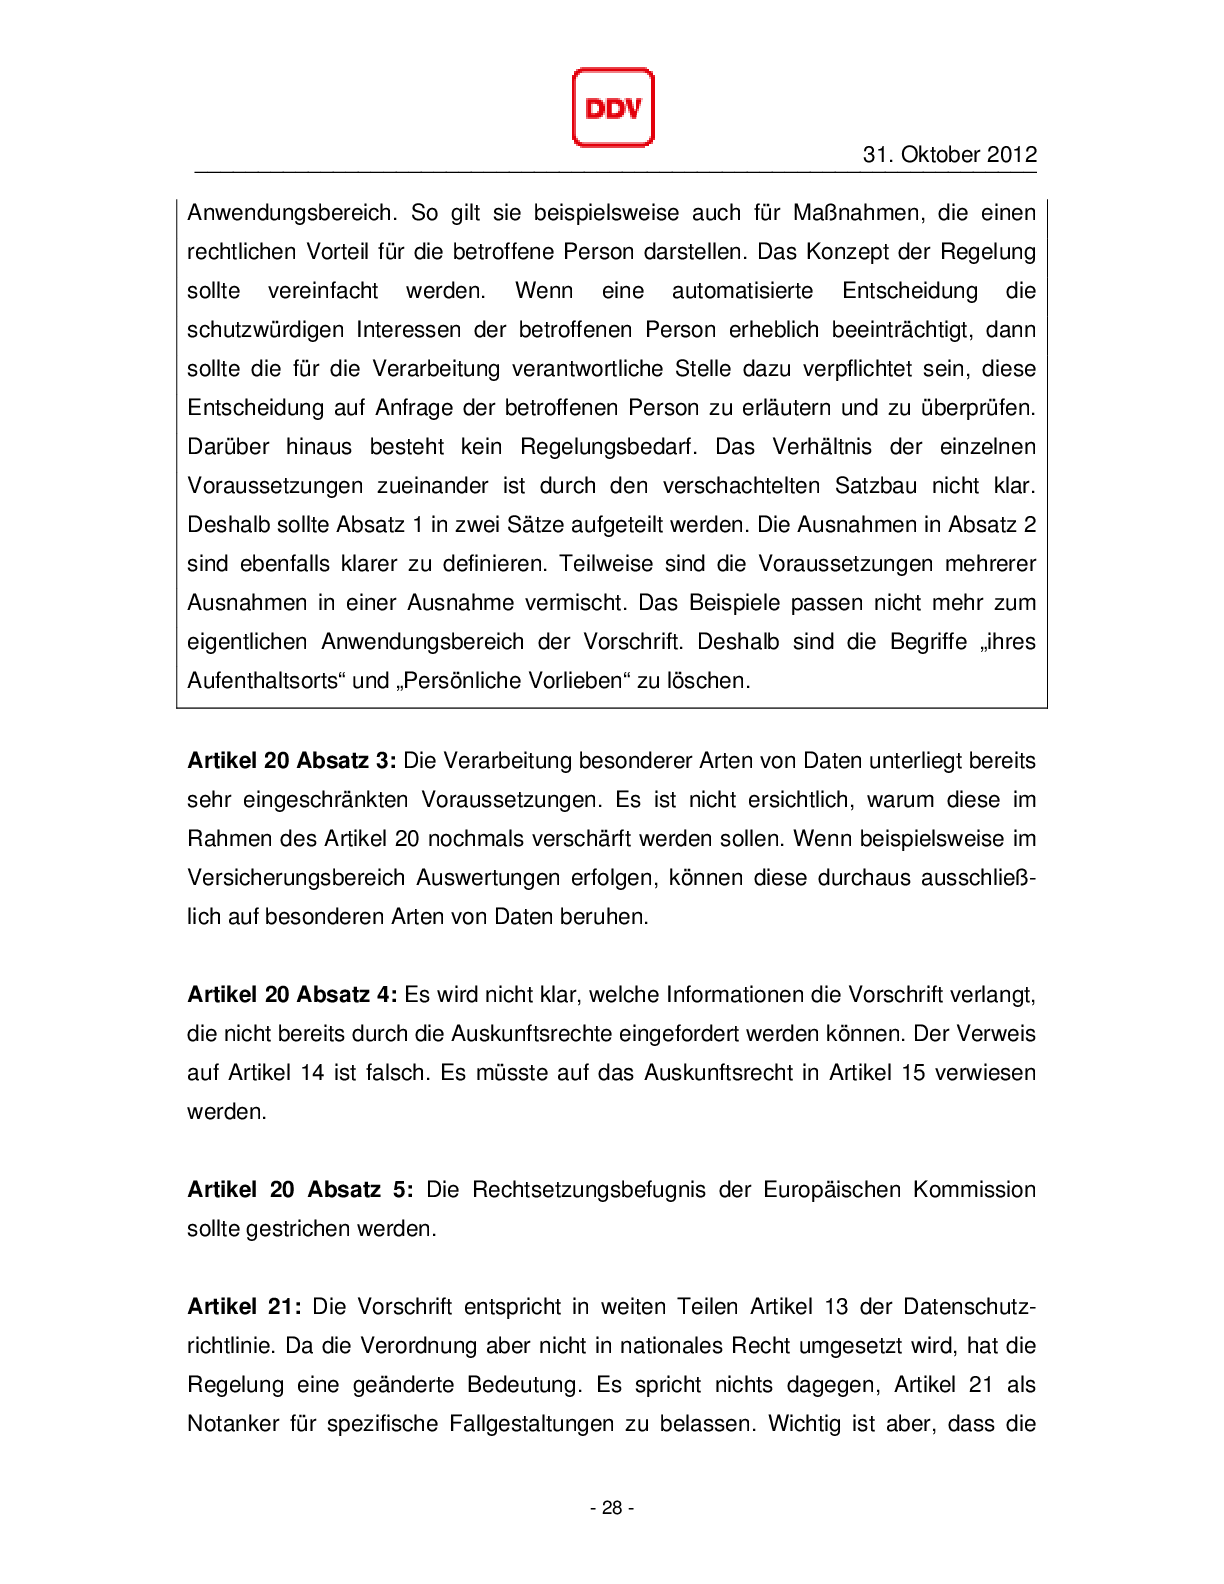 DDV
31. Oktober 2012
Anwendungsbereich. So gilt sie beispielsweise auch für Maßnahmen, die einen
rechtlichen Vorteil für die betroffene Person darstellen. Das Konzept der Regelung
sollte vereinfacht werden. Wenn eine automatisierte Entscheidung die
schutzwürdigen Interessen der betroffenen Person erheblich beeinträchtigt, dann
sollte die für die Verarbeitung verantwortliche Stelle dazu verpflichtet sein, diese
Entscheidung auf Anfrage der betroffenen Person zu erläutern und zu überprüfen.
Darüber hinaus besteht kein Regelungsbedarf. Das Verhältnis der einzelnen
Voraussetzungen zueinander ist durch den verschachtelten Satzbau nicht klar.
Deshalb sollte Absatz 1 in zwei Sätze aufgeteilt werden. Die Ausnahmen in Absatz 2
sind ebenfalls klarer zu definieren. Teilweise sind die Voraussetzungen mehrerer
Ausnahmen in einer Ausnahme vermischt. Das Beispiele passen nicht mehr zum
eigentlichen Anwendungsbereich der Vorschrift. Deshalb sind die Begriffe „ihres
Aufenthaltsorts“ und „Persönliche Vorlieben“ zu löschen.
Artikel 20 Absatz 3: Die Verarbeitung besonderer Arten von Daten unterliegt bereits
sehr eingeschränkten Voraussetzungen. Es ist nicht ersichtlich, warum diese im
Rahmen des Artikel 20 nochmals verschärft werden sollen. Wenn beispielsweise im
Versicherungsbereich Auswertungen erfolgen, können diese durchaus ausschließ-
lich auf besonderen Arten von Daten beruhen.
Artikel 20 Absatz 4: Es wird nicht klar, welche Informationen die Vorschrift verlangt,
die nicht bereits durch die Auskunftsrechte eingefordert werden können. Der Verweis
auf Artikel 14 ist falsch. Es müsste auf das Auskunftsrecht in Artikel 15 verwiesen
werden.
Artikel 20 Absatz 5: Die Rechtsetzungsbefugnis der Europäischen Kommission
sollte gestrichen werden.
Artikel 21: Die Vorschrift entspricht in weiten Teilen Artikel 13 der Datenschutz-
richtlinie. Da die Verordnung aber nicht in nationales Recht umgesetzt wird, hat die
Regelung eine geänderte Bedeutung. Es spricht nichts dagegen, Artikel 21 als
Notanker für spezifische Fallgestaltungen zu belassen. Wichtig ist aber, dass die
- 28 -